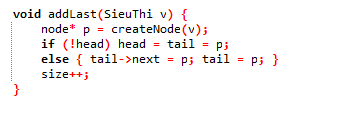 void addLast(SieuThi v) {
    node* p = createNode(v);
    if (!head) head = tail = p;
    else { tail->next = p; tail = p; }
    size++;
}